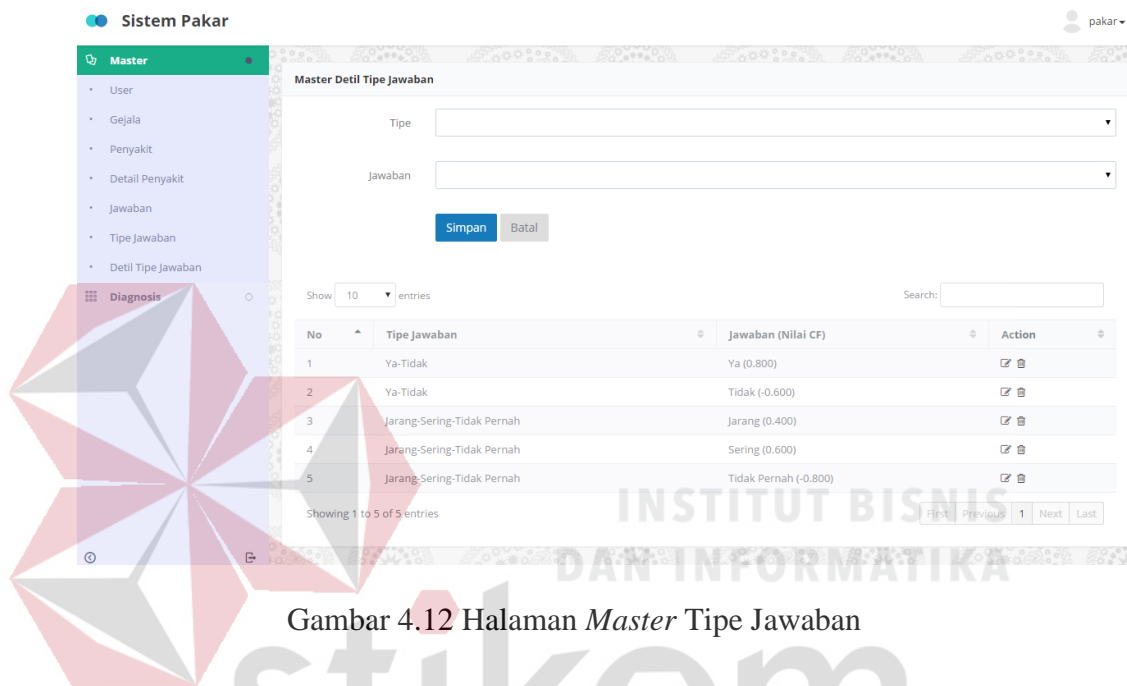 Sistem Pakar
pakar
Master
User
Gejala
Penyakit
Detail Penyakit
Jawaban
Tipe Jawaban
Detil Tipe Jawaban
Diagnosis
Master Detil Tipe Jawaban
Tipe
Jawaban
Simpan Batal
Show 10 entries Search:
No Tipe Jawaban Jawaban (Nilai CF) Action
1 Ya-Tidak Ya (0.800)
2 Ya-Tidak Tidak (-0.600)
3 Jarang-Sering-Tidak Pernah Jarang (0.400)
4 Jarang-Sering-Tidak Pernah Sering (0.600)
5 Jarang-Sering-Tidak Pernah Tidak Pernah (-0.800)
Showing 1 to 5 of 5 entries First Previous 1 Next Last
INSTITUT BISNIS
DAN INFORMATIKA
Gambar 4.12 Halaman Master Tipe Jawaban
stikom